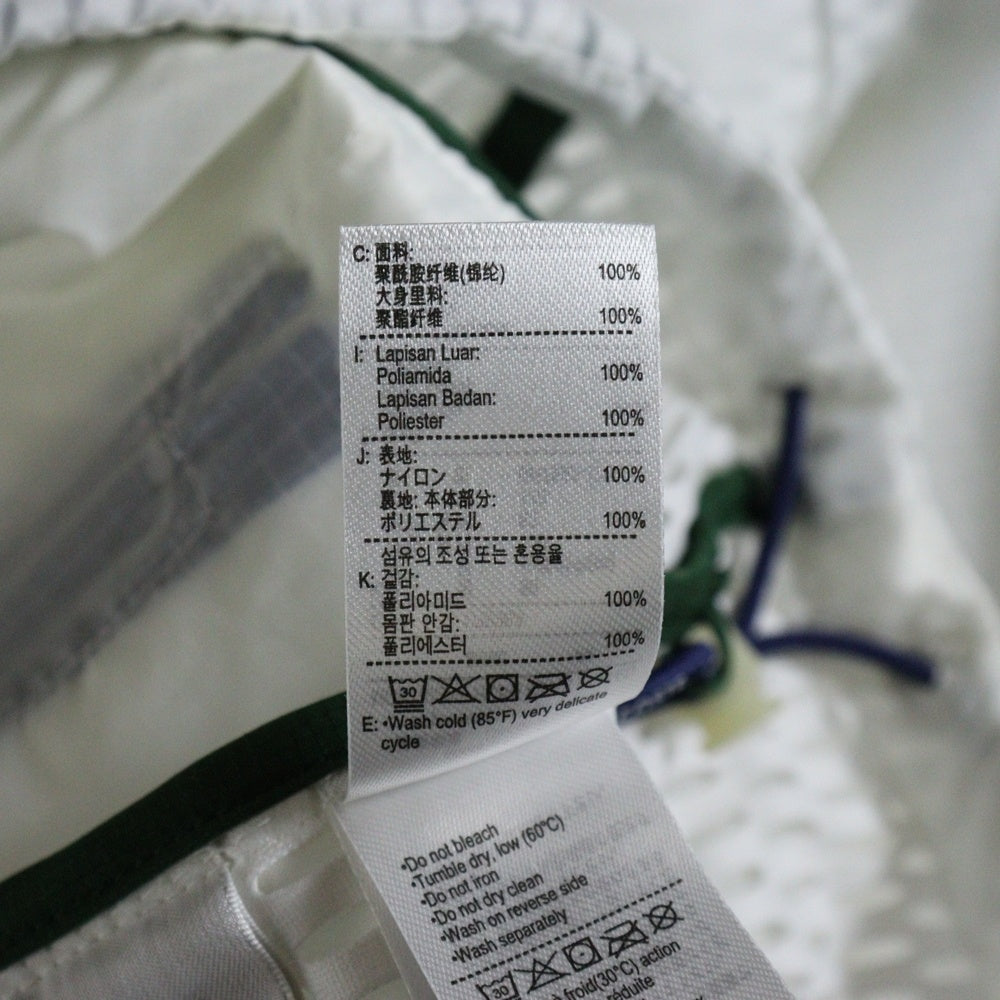 C: 面料:
聚酰胺纤维(锦纶) 100%
大身里料:
聚酯纤维 100%
I: Lapisan Luar:
Poliamida 100%
Lapisan Badan:
Poliester 100%
J: 表地:
ナイロン 100%
裏地: 本体部分:
ポリエステル 100%
섬유의 조성 또는 혼용율
K: 겉감:
폴리아미드 100%
몸판 안감:
폴리에스터 100%
30
E: •Wash cold (85°F) very delicate
cycle
•Do not bleach
•Tumble dry, low (60°C)
•Do not iron
•Do not dry clean
•Wash on reverse side
•Wash separately
30
à froid(30°C) action
réduite